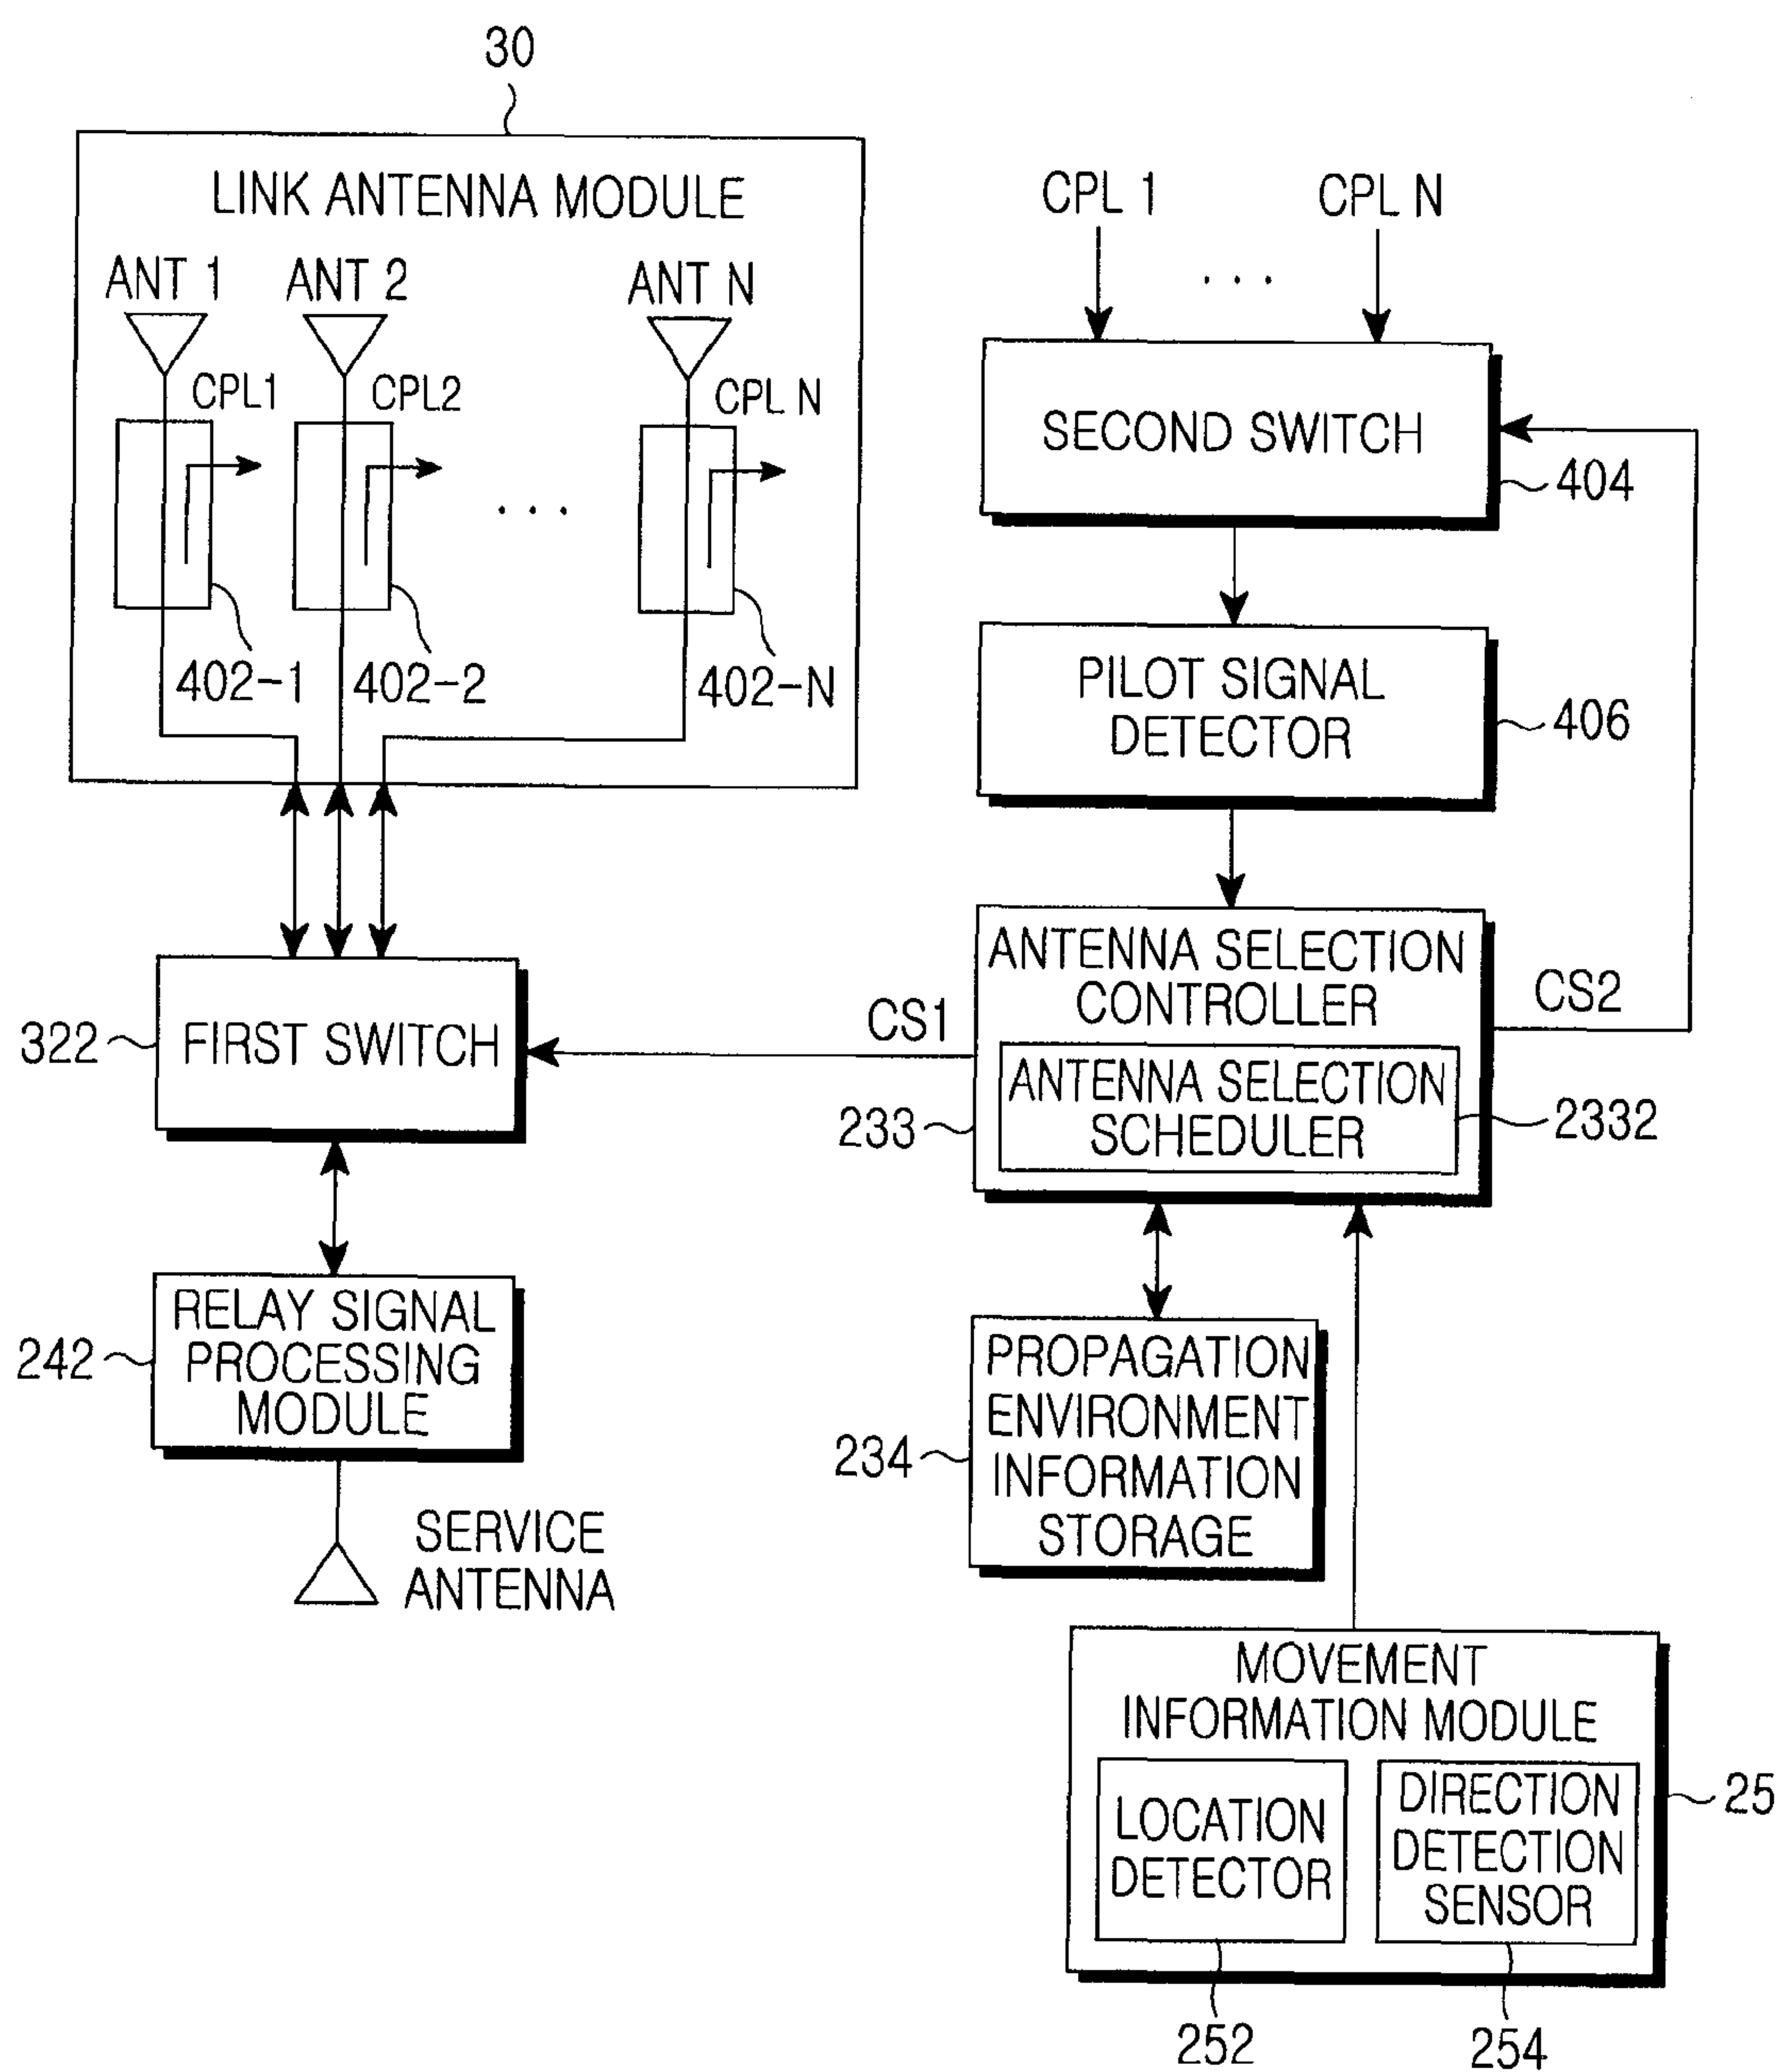 30
LINK ANTENNA MODULE
ANT 1
ANT 2
ANT N
CPL1
CPL2
CPL N
. . .
402-1
402-2
402-N
CPL 1
CPL N
. . .
SECOND SWITCH
404
PILOT SIGNAL
DETECTOR
406
ANTENNA SELECTION
CONTROLLER
ANTENNA SELECTION
SCHEDULER
233
2332
CS1
CS2
FIRST SWITCH
322
RELAY SIGNAL
PROCESSING
MODULE
242
SERVICE
ANTENNA
PROPAGATION
ENVIRONMENT
INFORMATION
STORAGE
234
MOVEMENT
INFORMATION MODULE
LOCATION
DETECTOR
DIRECTION
DETECTION
SENSOR
25
252
254